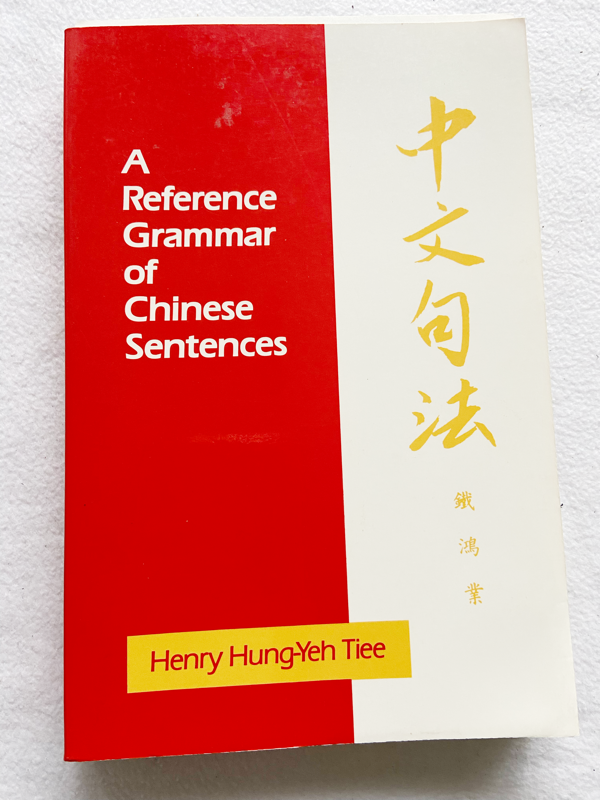 A
Reference
Grammar
of
Chinese
Sentences
中文句法
鐵鴻業
Henry Hung-Yeh Tiee